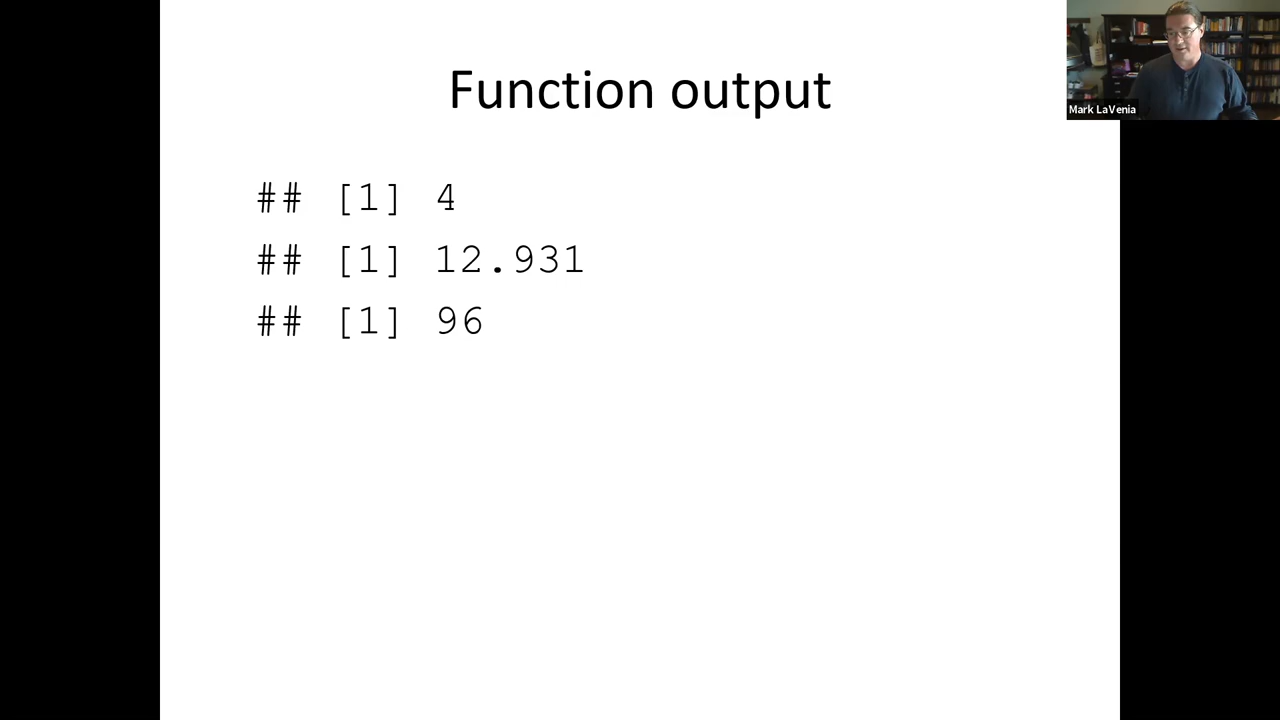 Function output
Mark LaVenia
## [1] 4
## [1] 12.931
## [1] 96